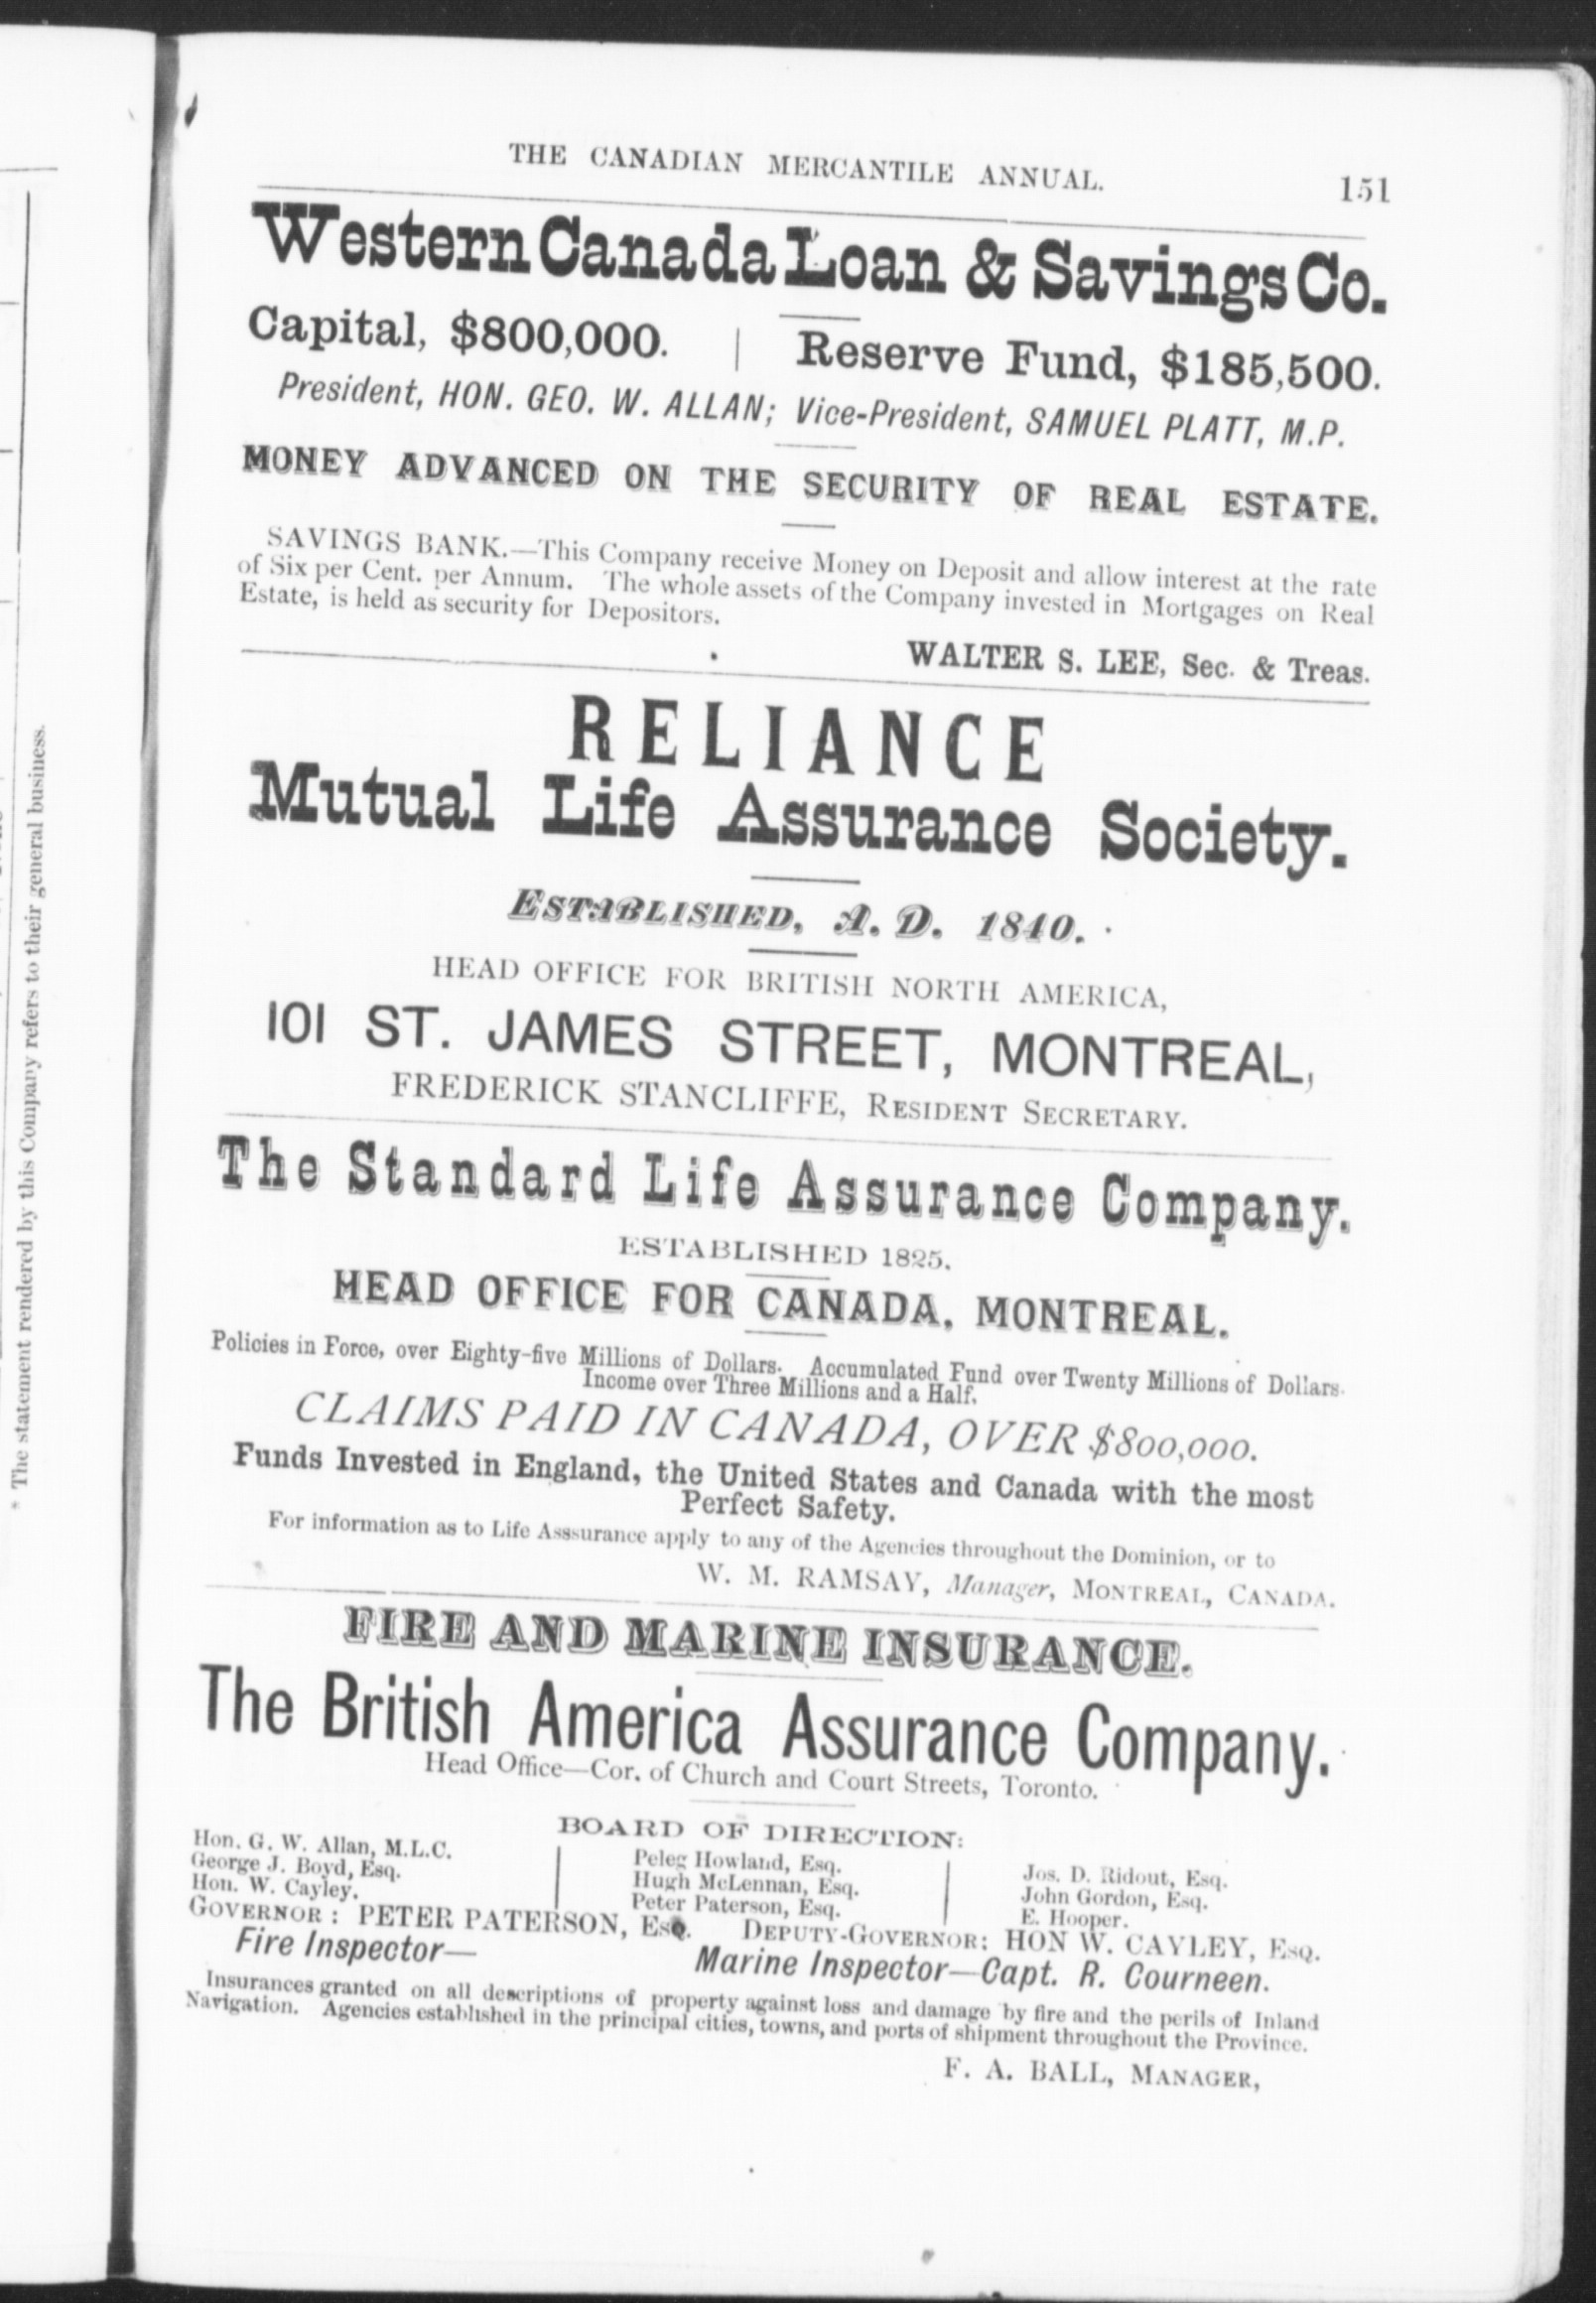 THE CANADIAN MERCANTILE ANNUAL.
151
Western Canada Loan & Savings Co.
Capital, $800,000. | Reserve Fund, $185,500.
President, HON. GEO. W. ALLAN; Vice-President, SAMUEL PLATT, M.P.
MONEY ADVANCED ON THE SECURITY OF REAL ESTATE.
SAVINGS BANK.—This Company receive Money on Deposit and allow interest at the rate
of Six per Cent. per Annum. The whole assets of the Company invested in Mortgages on Real
Estate, is held as security for Depositors.
WALTER S. LEE, Sec. & Treas.
RELIANCE
Mutual Life Assurance Society.
ESTABLISHED, A. D. 1840.
HEAD OFFICE FOR BRITISH NORTH AMERICA,
101 ST. JAMES STREET, MONTREAL,
FREDERICK STANCLIFFE, RESIDENT SECRETARY.
The Standard Life Assurance Company.
ESTABLISHED 1825.
HEAD OFFICE FOR CANADA, MONTREAL.
Policies in Force, over Eighty-five Millions of Dollars. Accumulated Fund over Twenty Millions of Dollars.
Income over Three Millions and a Half.
CLAIMS PAID IN CANADA, OVER $800,000.
Funds Invested in England, the United States and Canada with the most
Perfect Safety.
For information as to Life Asssurance apply to any of the Agencies throughout the Dominion, or to
W. M. RAMSAY, Manager, MONTREAL, CANADA.
FIRE AND MARINE INSURANCE.
The British America Assurance Company.
Head Office—Cor. of Church and Court Streets, Toronto.
BOARD OF DIRECTION:
Hon. G. W. Allan, M.L.C.
George J. Boyd, Esq.
Hon. W. Cayley.
Peleg Howland, Esq.
Hugh McLennan, Esq.
Peter Paterson, Esq.
Jos. D. Ridout, Esq.
John Gordon, Esq.
E. Hooper.
GOVERNOR: PETER PATERSON, ESQ. DEPUTY-GOVERNOR: HON W. CAYLEY, ESQ.
Fire Inspector— Marine Inspector—Capt. R. Courneen.
Insurances granted on all descriptions of property against loss and damage by fire and the perils of Inland
Navigation. Agencies established in the principal cities, towns, and ports of shipment throughout the Province.
F. A. BALL, MANAGER,
* The statement rendered by this Company refers to their general business.